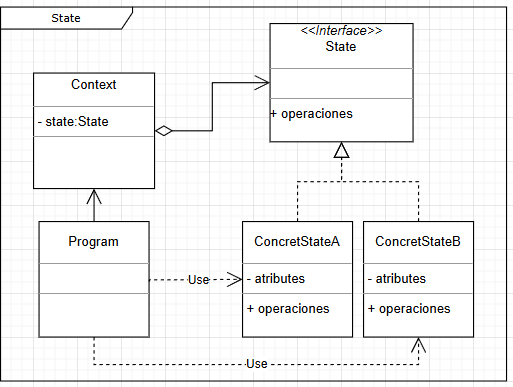 State
<<Interface>>
State
+ operaciones
Context
- state:State
Program
Use
ConcretStateA
- atributes
+ operaciones
ConcretStateB
- atributes
+ operaciones
Use